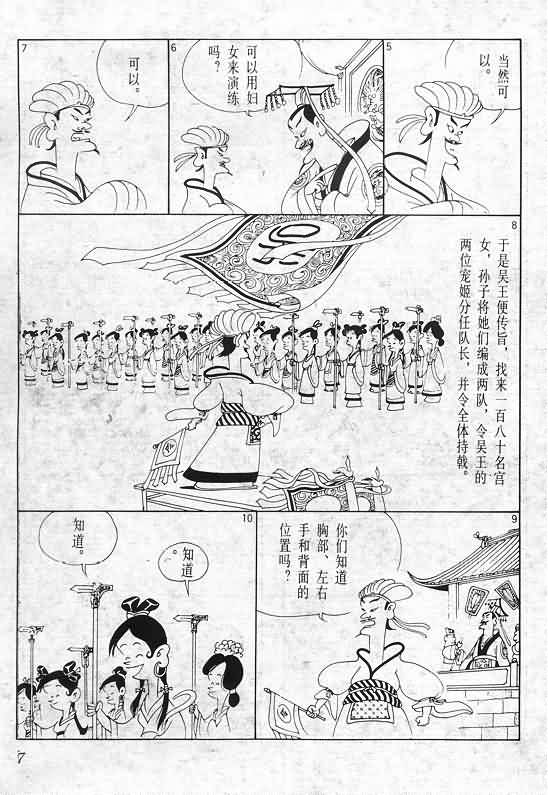 5
当然可
以。
6
可以用妇
女来演练
吗？
7
可以。
8
于是吴王便传旨，找来一百八十名宫
女，孙子将她们编成两队，令吴王的
两位宠姬分任队长，并令全体持戟。
9
你们知道
胸部、左右
手和背面的
位置吗？
10
知道。
知道。
7